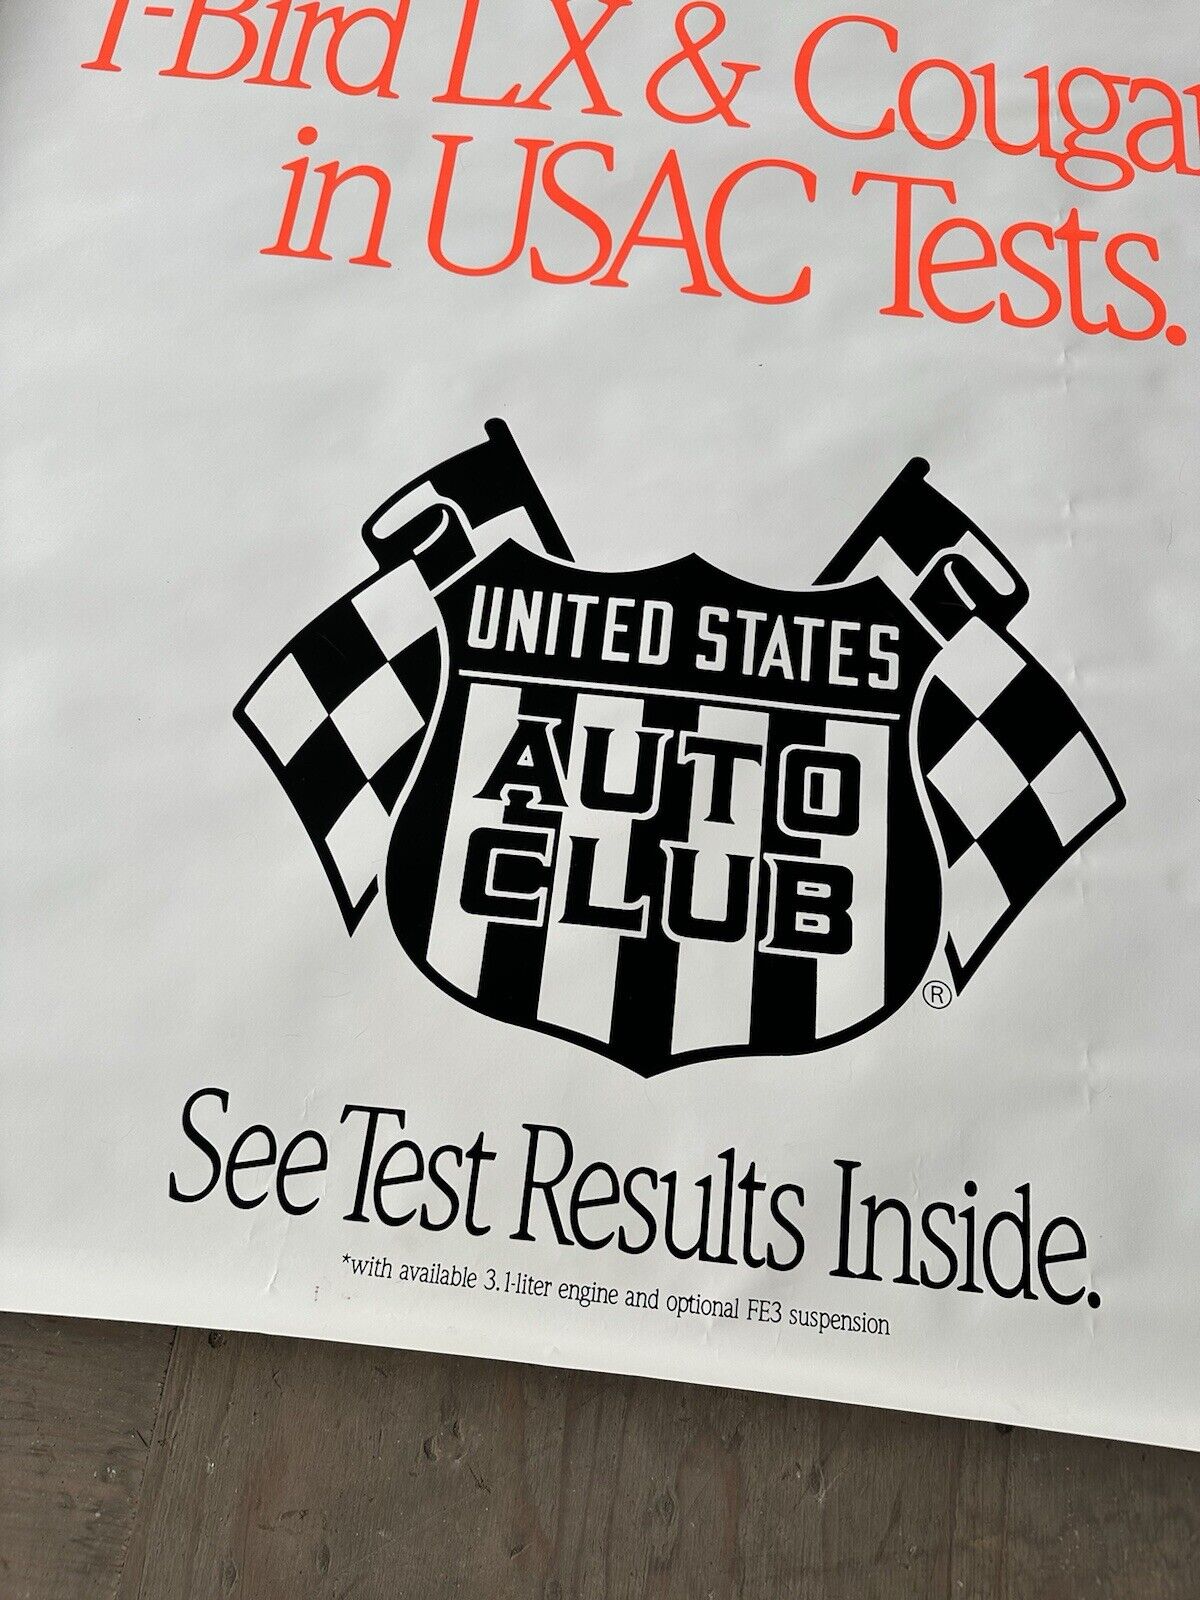 T-Bird LX & Cougar
in USAC Tests.
UNITED STATES
AUTO
CLUB
®
See Test Results Inside.
*with available 3.1-liter engine and optional FE3 suspension